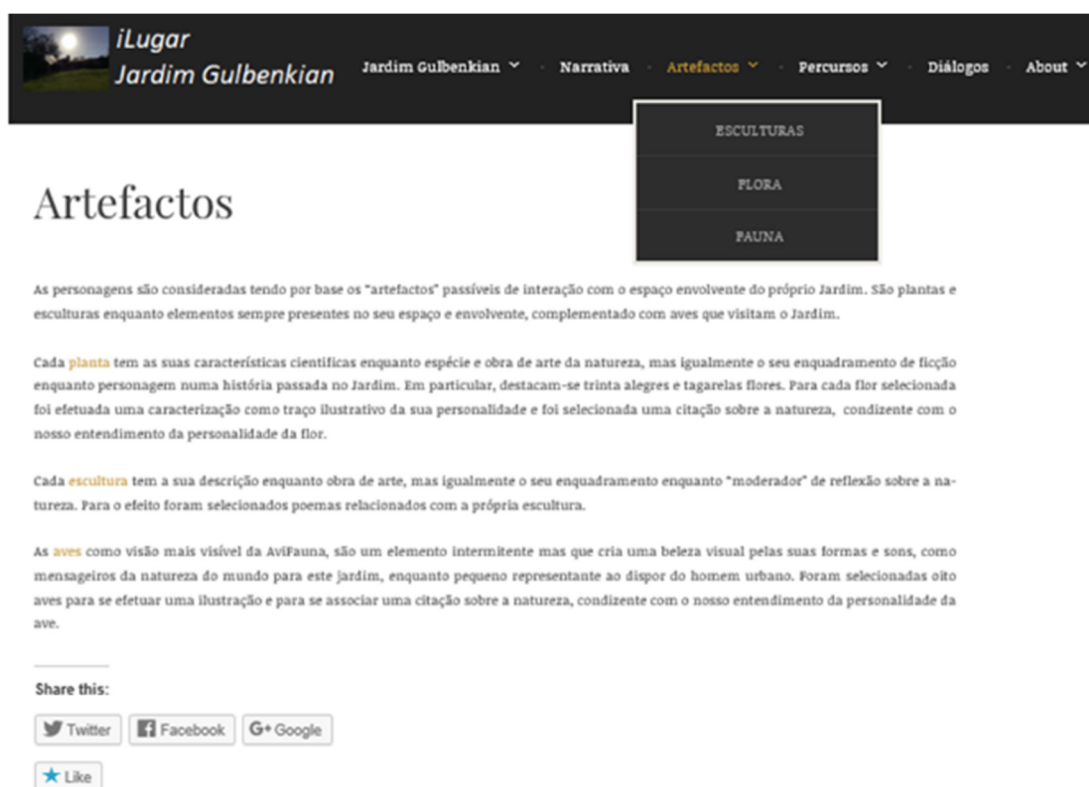 iLugar
Jardim Gulbenkian
Jardim Gulbenkian - Narrativa - Artefactos - Percursos - Diálogos - About
ESCULTURAS
FLORA
FAUNA
Artefactos
As personagens são consideradas tendo por base os "artefactos" passíveis de interação com o espaço envolvente do próprio Jardim. São plantas e
esculturas enquanto elementos sempre presentes no seu espaço e envolvente, complementado com aves que visitam o Jardim.
Cada planta tem as suas características cientificas enquanto espécie e obra de arte da natureza, mas igualmente o seu enquadramento de ficção
enquanto personagem numa história passada no Jardim. Em particular, destacam-se trinta alegres e tagarelas flores. Para cada flor selecionada
foi efetuada uma caracterização como traço ilustrativo da sua personalidade e foi selecionada uma citação sobre a natureza, condizente com o
nosso entendimento da personalidade da flor.
Cada escultura tem a sua descrição enquanto obra de arte, mas igualmente o seu enquadramento enquanto "moderador" de reflexão sobre a na-
tureza. Para o efeito foram selecionados poemas relacionados com a própria escultura.
As aves como visão mais visível da AviFauna, são um elemento intermitente mas que cria uma beleza visual pelas suas formas e sons, como
mensageiros da natureza do mundo para este jardim, enquanto pequeno representante ao dispor do homem urbano. Foram selecionadas oito
aves para se efetuar uma ilustração e para se associar uma citação sobre a natureza, condizente com o nosso entendimento da personalidade da
ave.
Share this:
Twitter Facebook G+ Google
Like